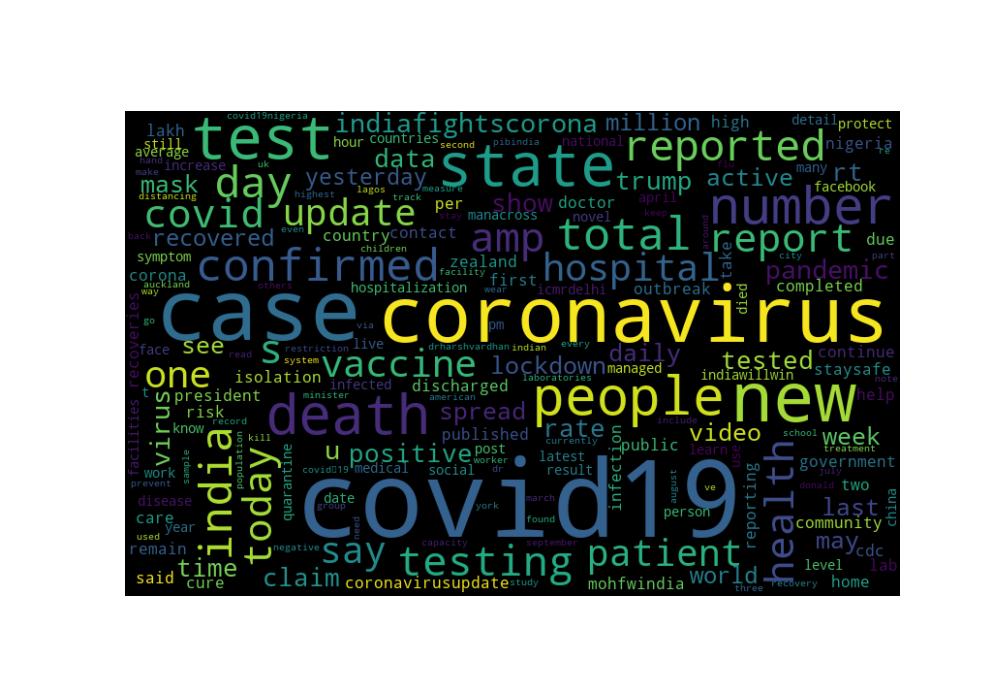 covid19nigeria
lakh
test
indiafightscorona
million
high
detail
protect
still
hour
countries
second
pibindia
national
nigeria
average
increase
uk
data
state
reported
many
re
hand
make
day
yesterday
mask
trump
active
rt
facebook
distancing
highest
lagos
measure
track
per
show
doctor
april
covid
update
even
stay
manacross
novel
keep
number
back
recovered
country
contact
amp
total
report
due
around
symptom
children
confirmed
zealand
hospital
take
city
part
corona
facility
first
pandemic
auckland
others
hospitalization
wear
icmrdelhi
outbreak
completed
way
case
coronavirus
died
go
via
pm
facilities recoveries
face
see
s
restriction
live
drharshvardhan
indian
every
daily
tested
continue
read
system
vaccine
lockdown
managed
staysafe
one
isolation
infected
discharged
laboratories
indiawillwin
help
t
president
minister
american
people
new
include
note
virus
risk
death
spread
rate
video
know
record
published
week
kill
u
positive
post
latest
public
learn
use
school
treatment
work
sample
india
today
population
quarantine
covid19
medical
social
worker
dr
currently
result
infection
government
prevent
disease
date
group
need
covid19
march
york
found
august
person
ve
reporting
health
july
donald
two
last
china
care
year
used
negative
capacity
september
community
remain
say
testing
patient
may
cdc
said
time
cure
claim
coronavirusupdate
study
mohfwindia
world
three
recovery
level
home
lab